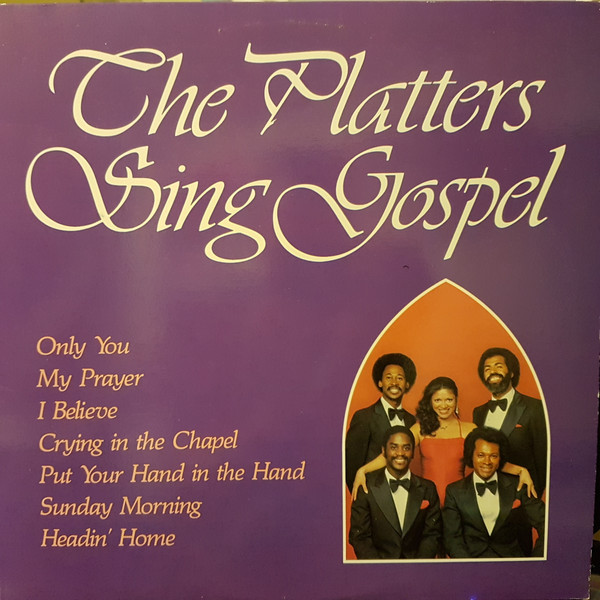 The Platters
Sing Gospel
Only You
My Prayer
I Believe
Crying in the Chapel
Put Your Hand in the Hand
Sunday Morning
Headin' Home